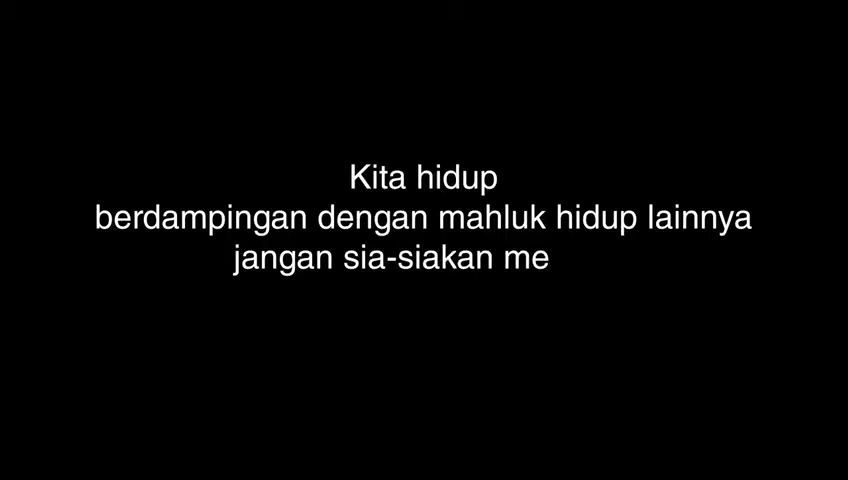 Kita hidup
berdampingan dengan mahluk hidup lainnya
jangan sia-siakan me